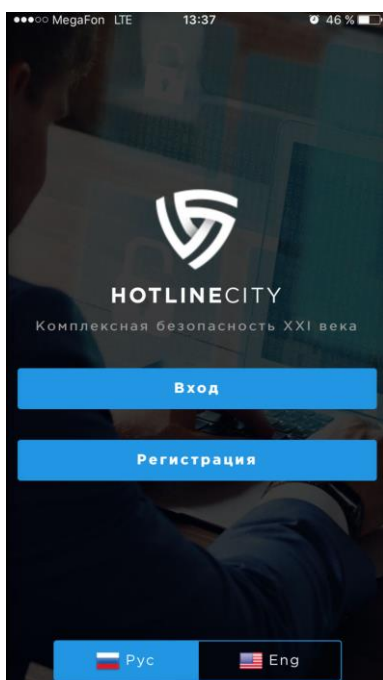 MegaFon LTE 13:37 46 %
HOTLINECITY
Комплексная безопасность XXI века
Вход
Регистрация
Рус Eng